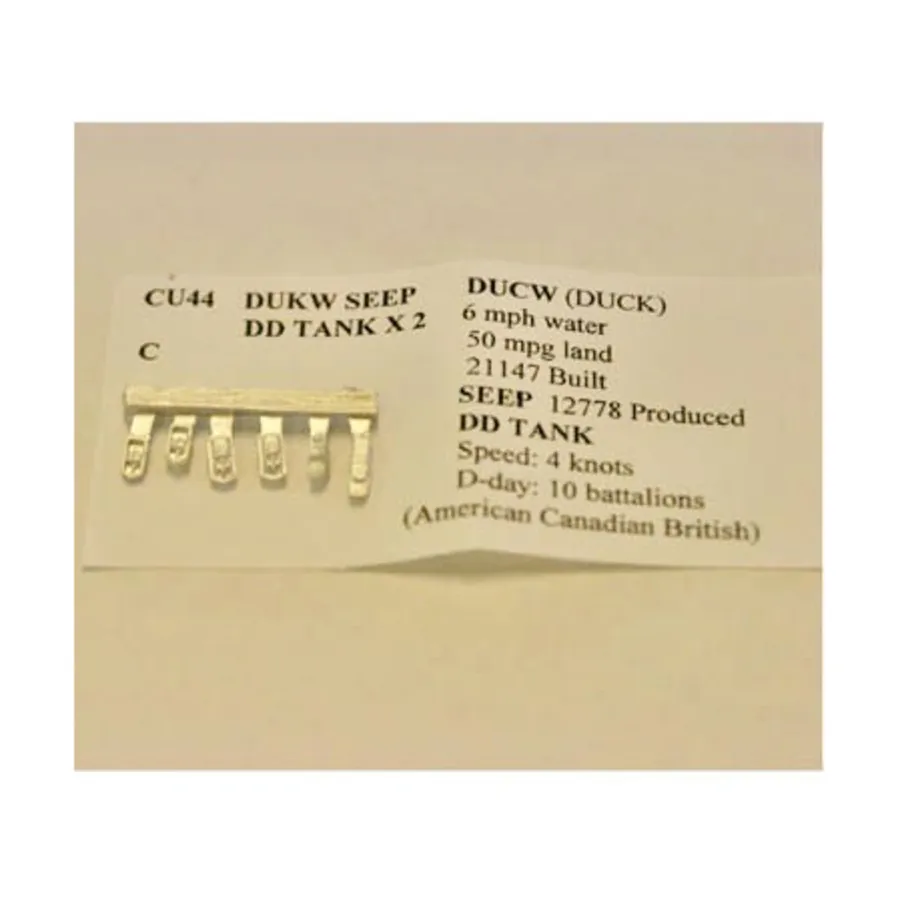 CU44 DUKW SEEP
DD TANK X 2
C
DUCW (DUCK)
6 mph water
50 mpg land
21147 Built
SEEP 12778 Produced
DD TANK
Speed: 4 knots
D-day: 10 battalions
(American Canadian British)